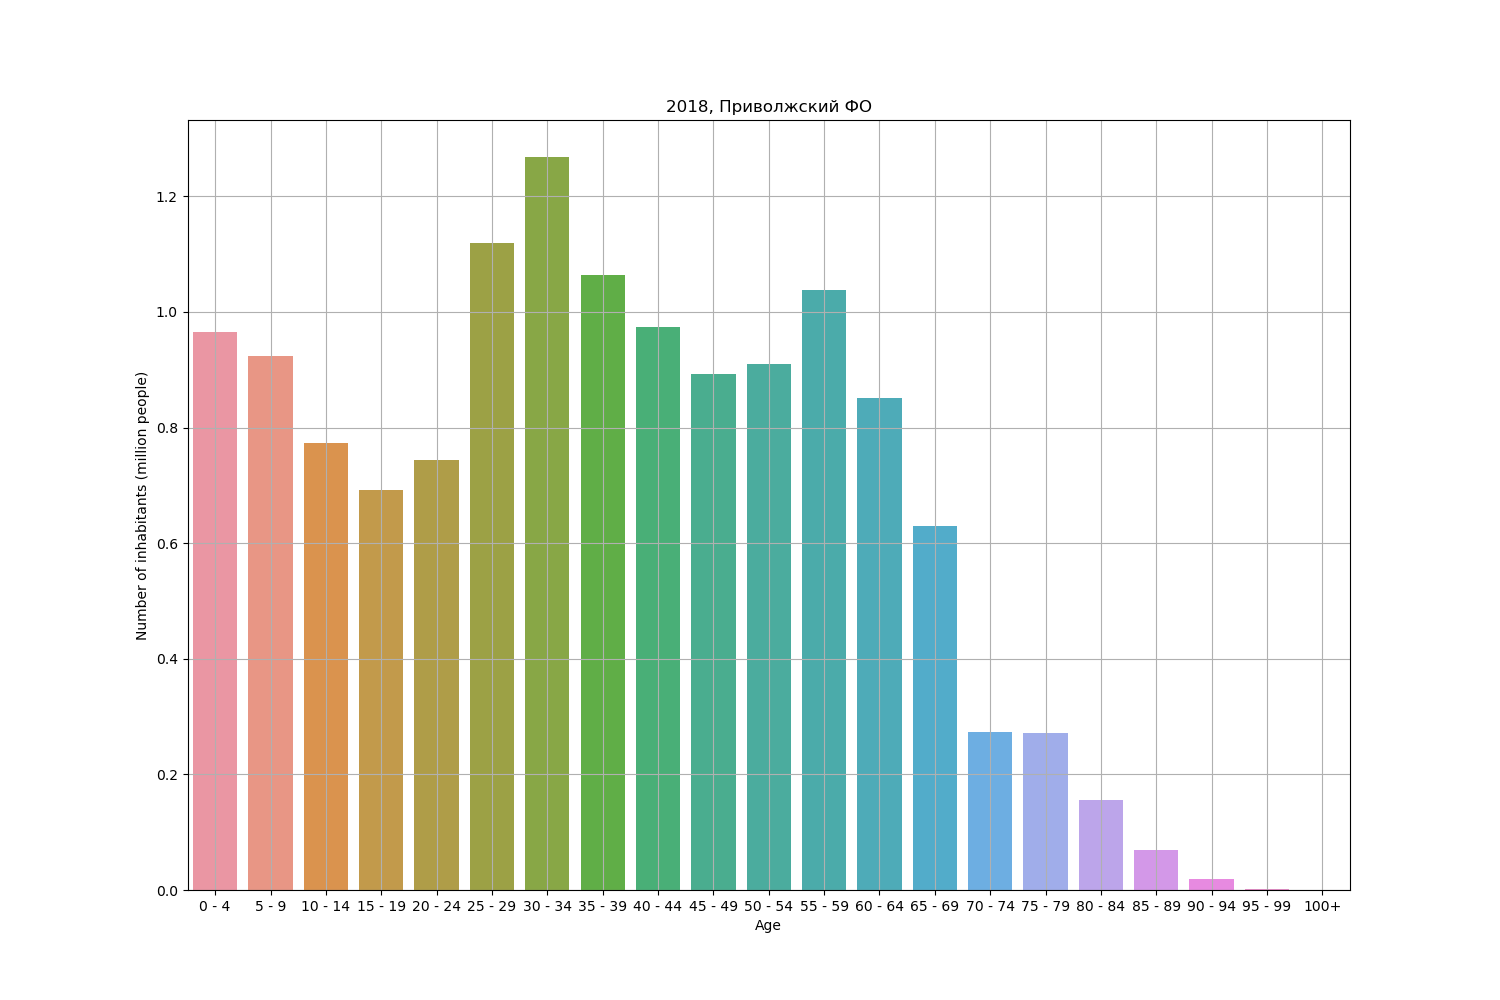 2018, Приволжский ФО
Number of inhabitants (million people)
1.2
1.0
0.8
0.6
0.4
0.2
0.0
0 - 4 5 - 9 10 - 14 15 - 19 20 - 24 25 - 29 30 - 34 35 - 39 40 - 44 45 - 49 50 - 54 55 - 59 60 - 64 65 - 69 70 - 74 75 - 79 80 - 84 85 - 89 90 - 94 95 - 99 100+
Age